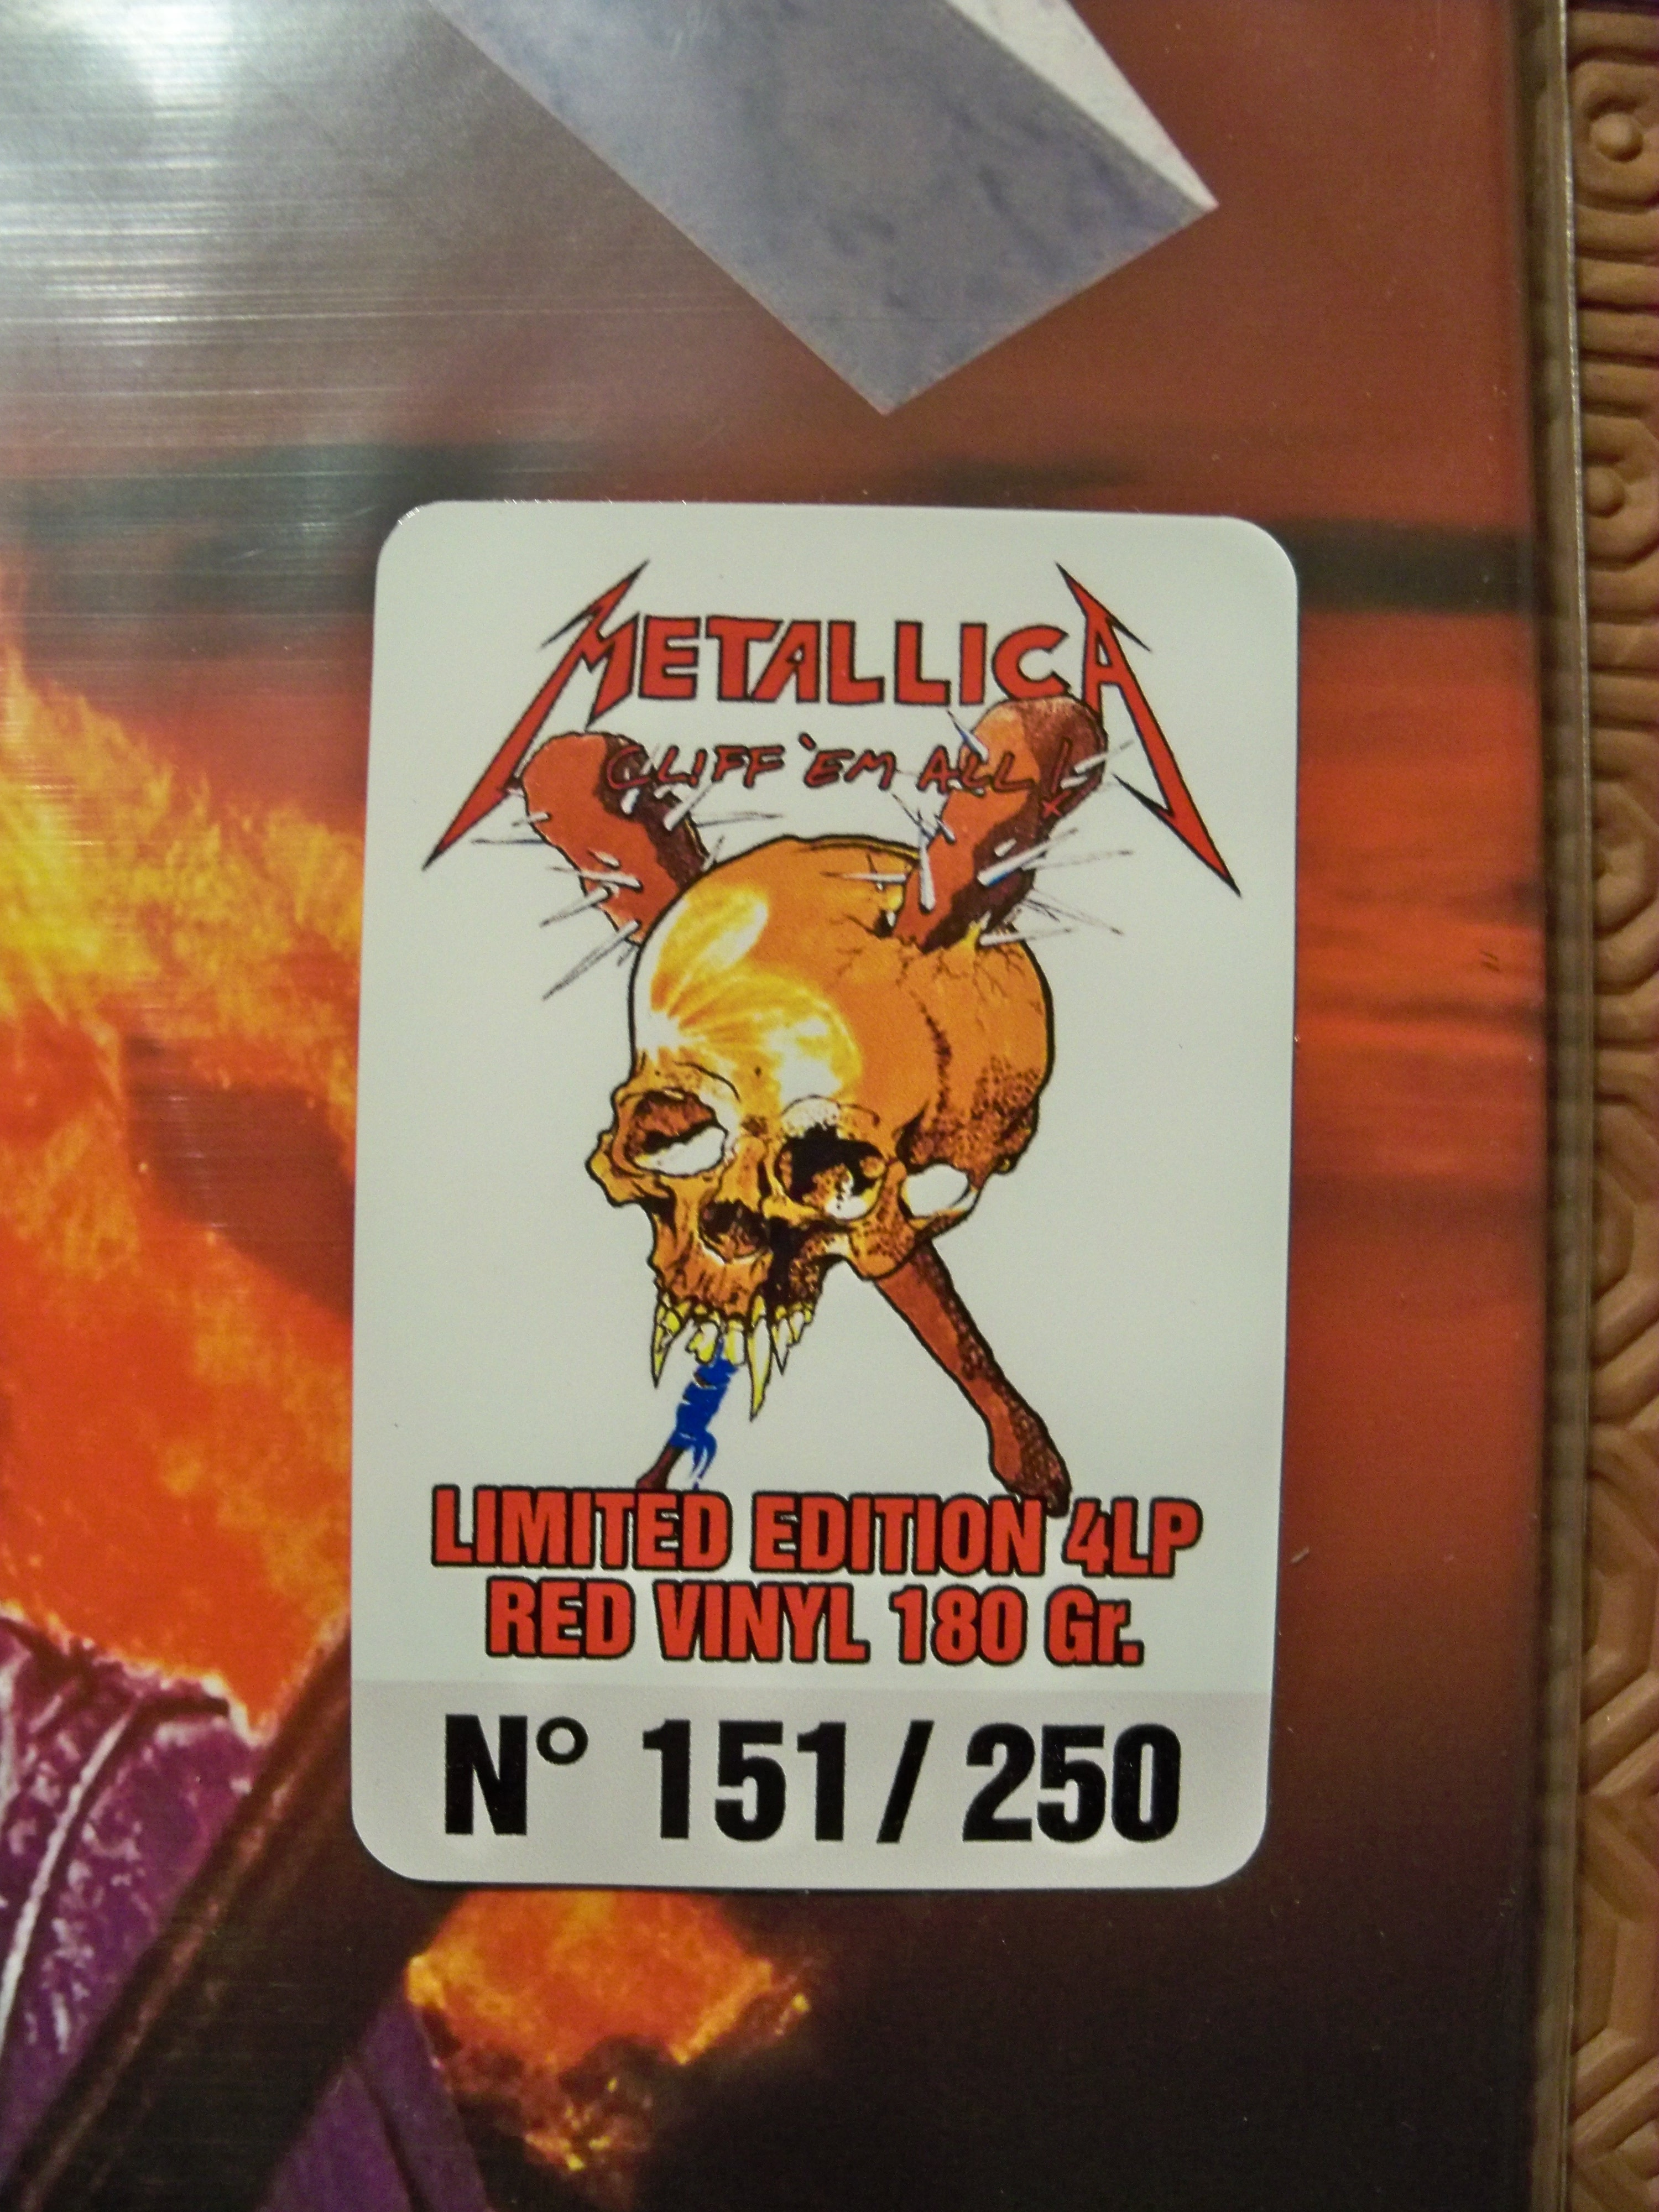 METALLICA
CLIFF 'EM ALL!
LIMITED EDITION 4LP
RED VINYL 180 Gr.
N° 151 / 250